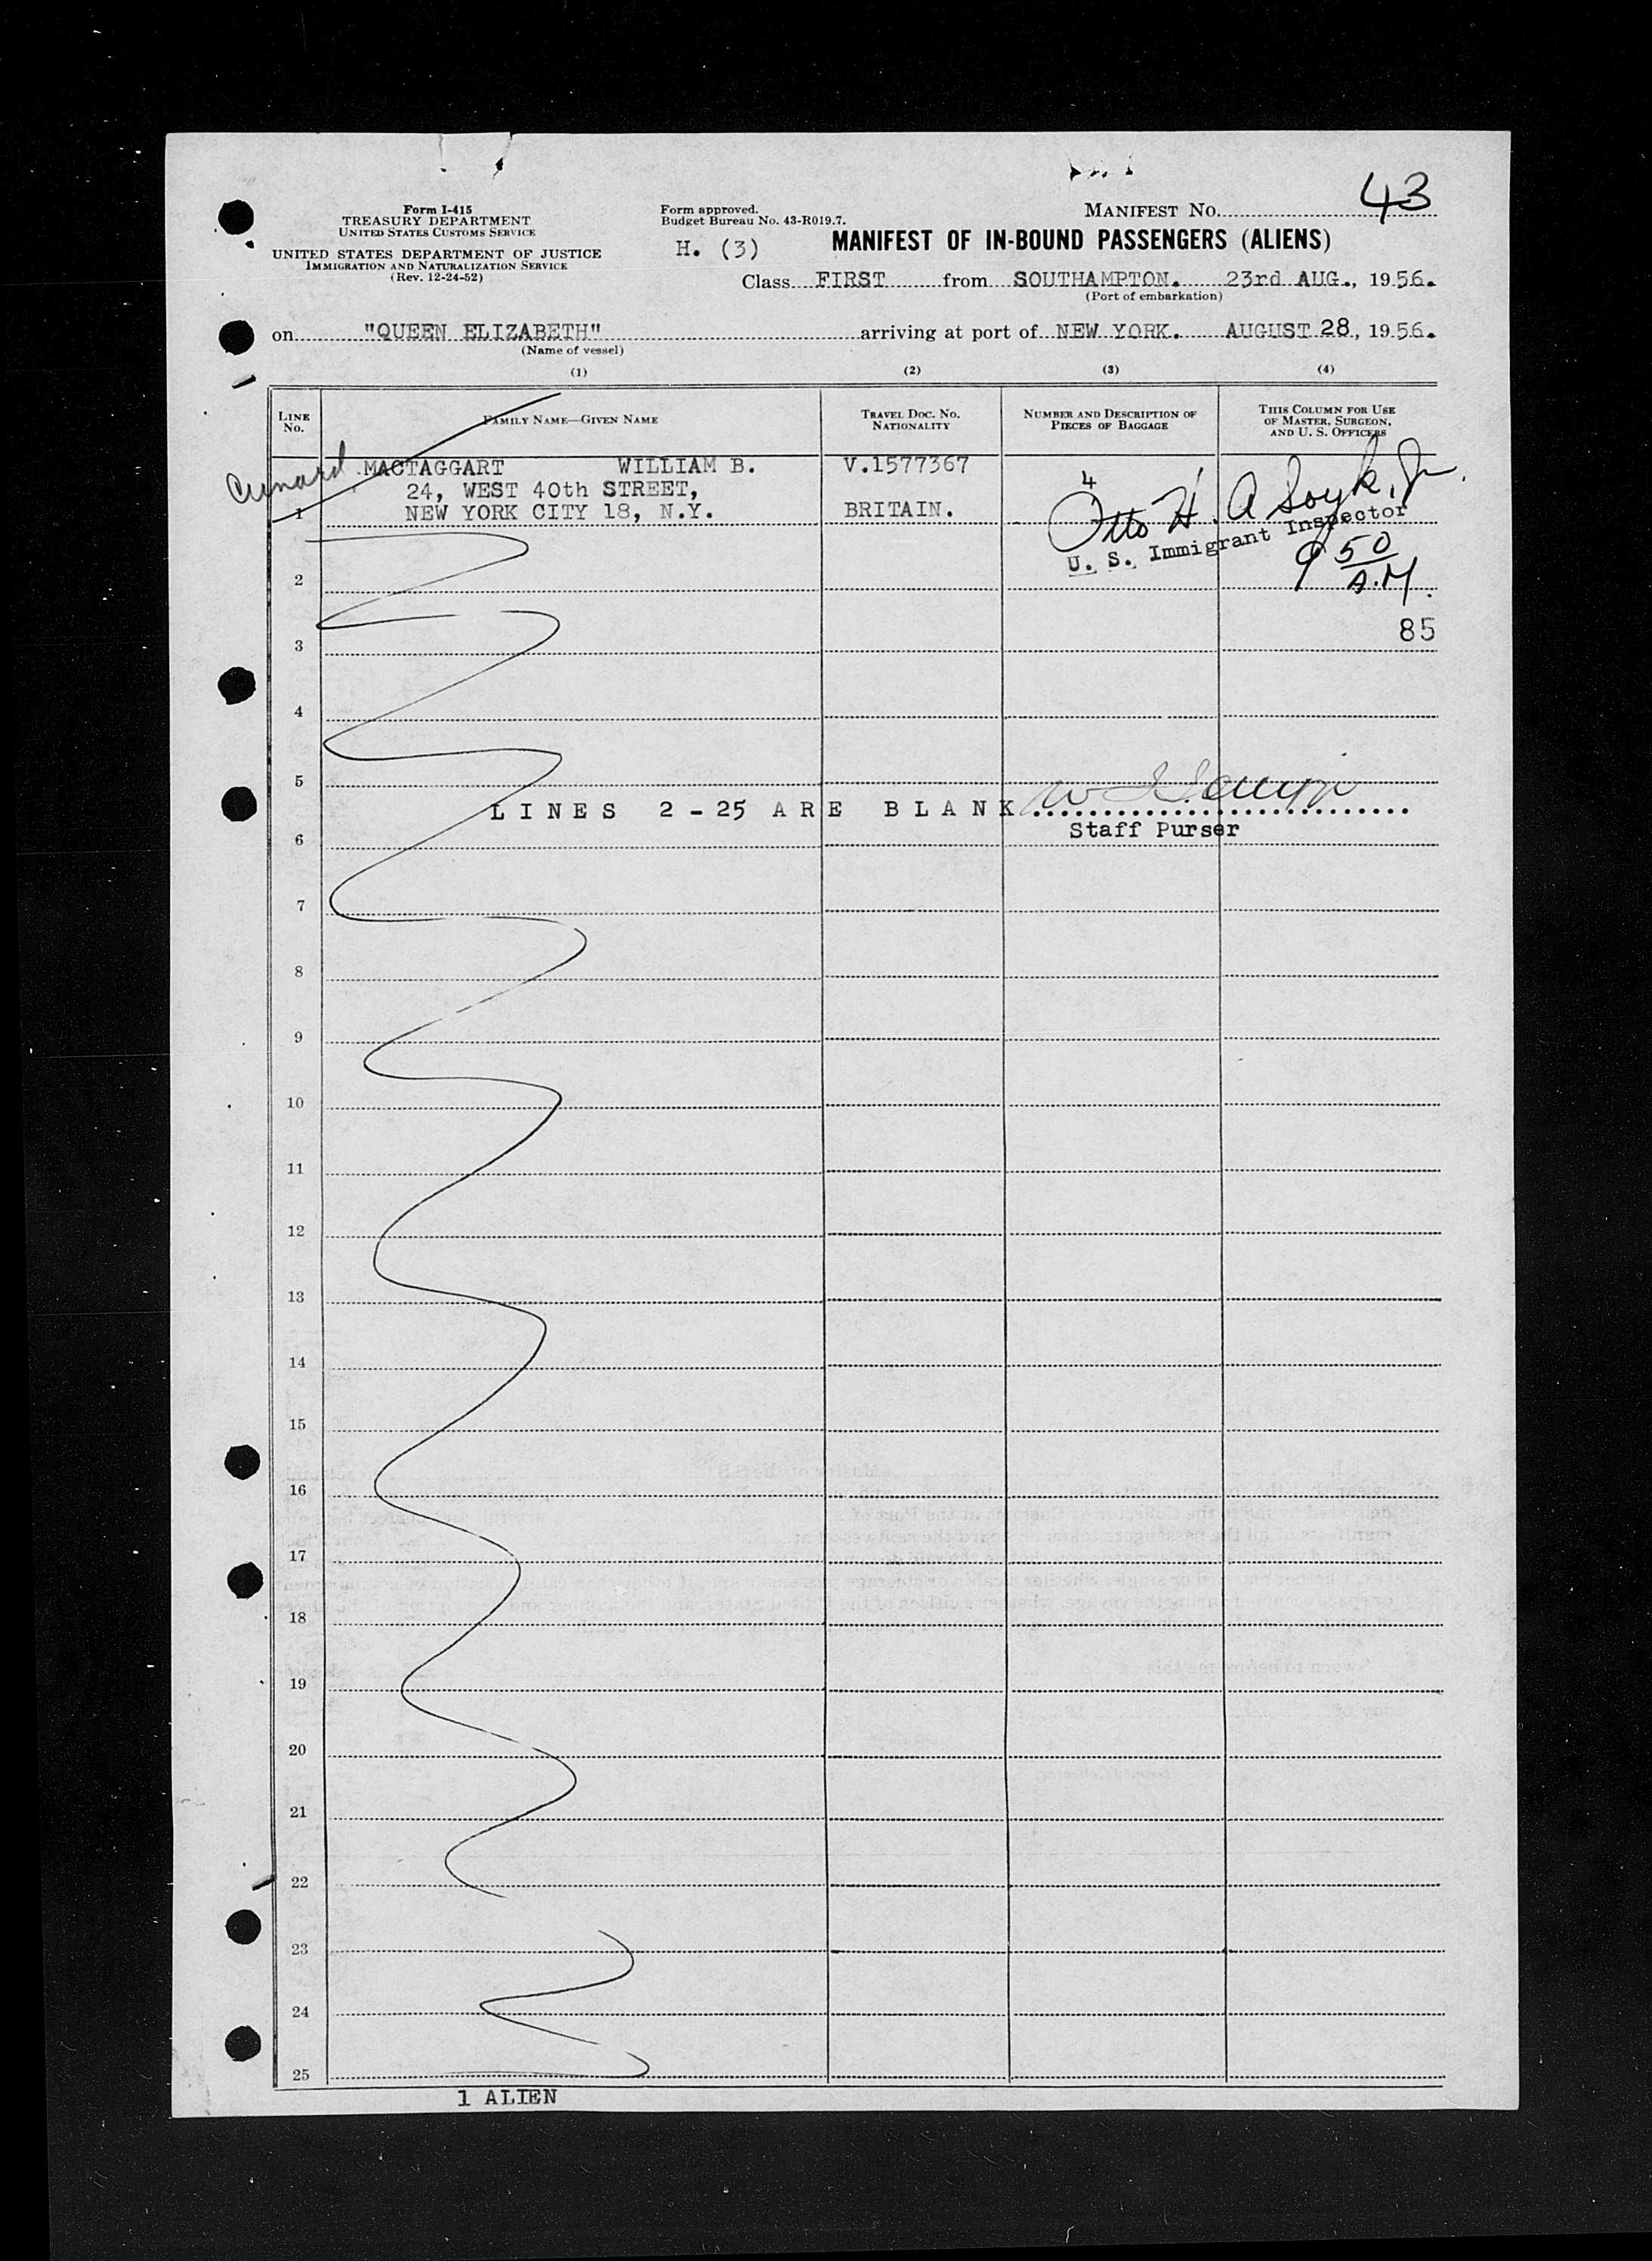 43
Form I-415
TREASURY DEPARTMENT
UNITED STATES CUSTOMS SERVICE
UNITED STATES DEPARTMENT OF JUSTICE
IMMIGRATION AND NATURALIZATION SERVICE
(Rev. 12-24-52)
Form approved.
Budget Bureau No. 43-R019.7.
MANIFEST NO.
H. (3)
MANIFEST OF IN-BOUND PASSENGERS (ALIENS)
Class FIRST from SOUTHAMPTON. 23rd AUG., 1956.
(Port of embarkation)
on "QUEEN ELIZABETH" arriving at port of NEW YORK. AUGUST 28, 1956.
(Name of vessel)
(1) (2) (3) (4)
LINE NO.
FAMILY NAME—GIVEN NAME
TRAVEL DOC. NO.
NATIONALITY
NUMBER AND DESCRIPTION OF
PIECES OF BAGGAGE
THIS COLUMN FOR USE
OF MASTER, SURGEON,
AND U. S. OFFICERS
Cunard
MACTAGGART WILLIAM B. V.1577367
4
24, WEST 40th STREET,
1 NEW YORK CITY 18, N.Y. BRITAIN.
Otto H. A
U. S. Immigrant Inspector
9 50
A.M.
2
85
3
4
5
LINES 2-25 ARE BLANK
Staff Purser
6
7
8
9
10
11
12
13
14
15
16
17
18
19
20
21
22
23
24
25
1 ALIEN